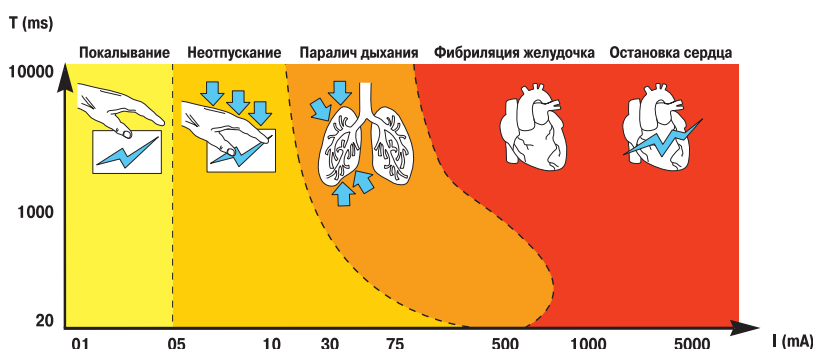 T (ms)
Покалывание Неотпускание Паралич дыхания Фибриляция желудочка Остановка сердца
10000
1000
20
01 05 10 30 75 500 1000 5000 I (mA)